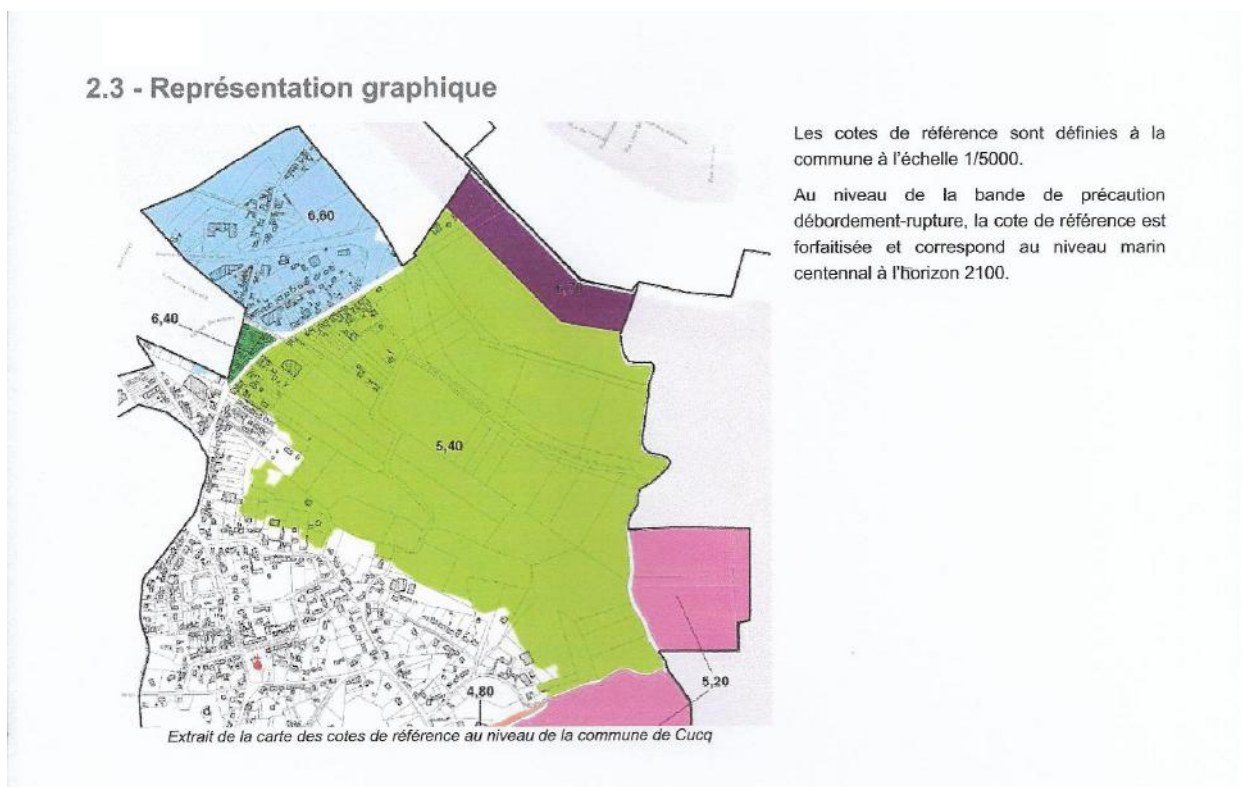 2.3 - Représentation graphique
Les cotes de référence sont définies à la
commune à l'échelle 1/5000.
Au niveau de la bande de précaution
débordement-rupture, la cote de référence est
forfaitisée et correspond au niveau marin
centennal à l'horizon 2100.
6,60
6,40
5,40
5,20
4,80
Extrait de la carte des cotes de référence au niveau de la commune de Cucq